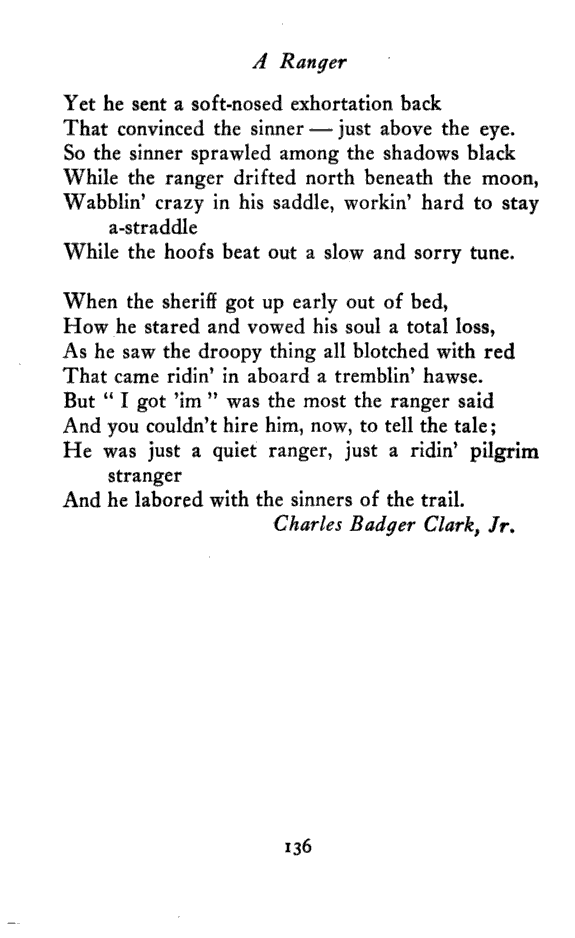 A Ranger
Yet he sent a soft-nosed exhortation back
That convinced the sinner — just above the eye.
So the sinner sprawled among the shadows black
While the ranger drifted north beneath the moon,
Wabblin' crazy in his saddle, workin' hard to stay
a-straddle
While the hoofs beat out a slow and sorry tune.
When the sheriff got up early out of bed,
How he stared and vowed his soul a total loss,
As he saw the droopy thing all blotched with red
That came ridin' in aboard a tremblin' hawse.
But " I got 'im " was the most the ranger said
And you couldn't hire him, now, to tell the tale;
He was just a quiet ranger, just a ridin' pilgrim
stranger
And he labored with the sinners of the trail.
Charles Badger Clark, Jr.
136